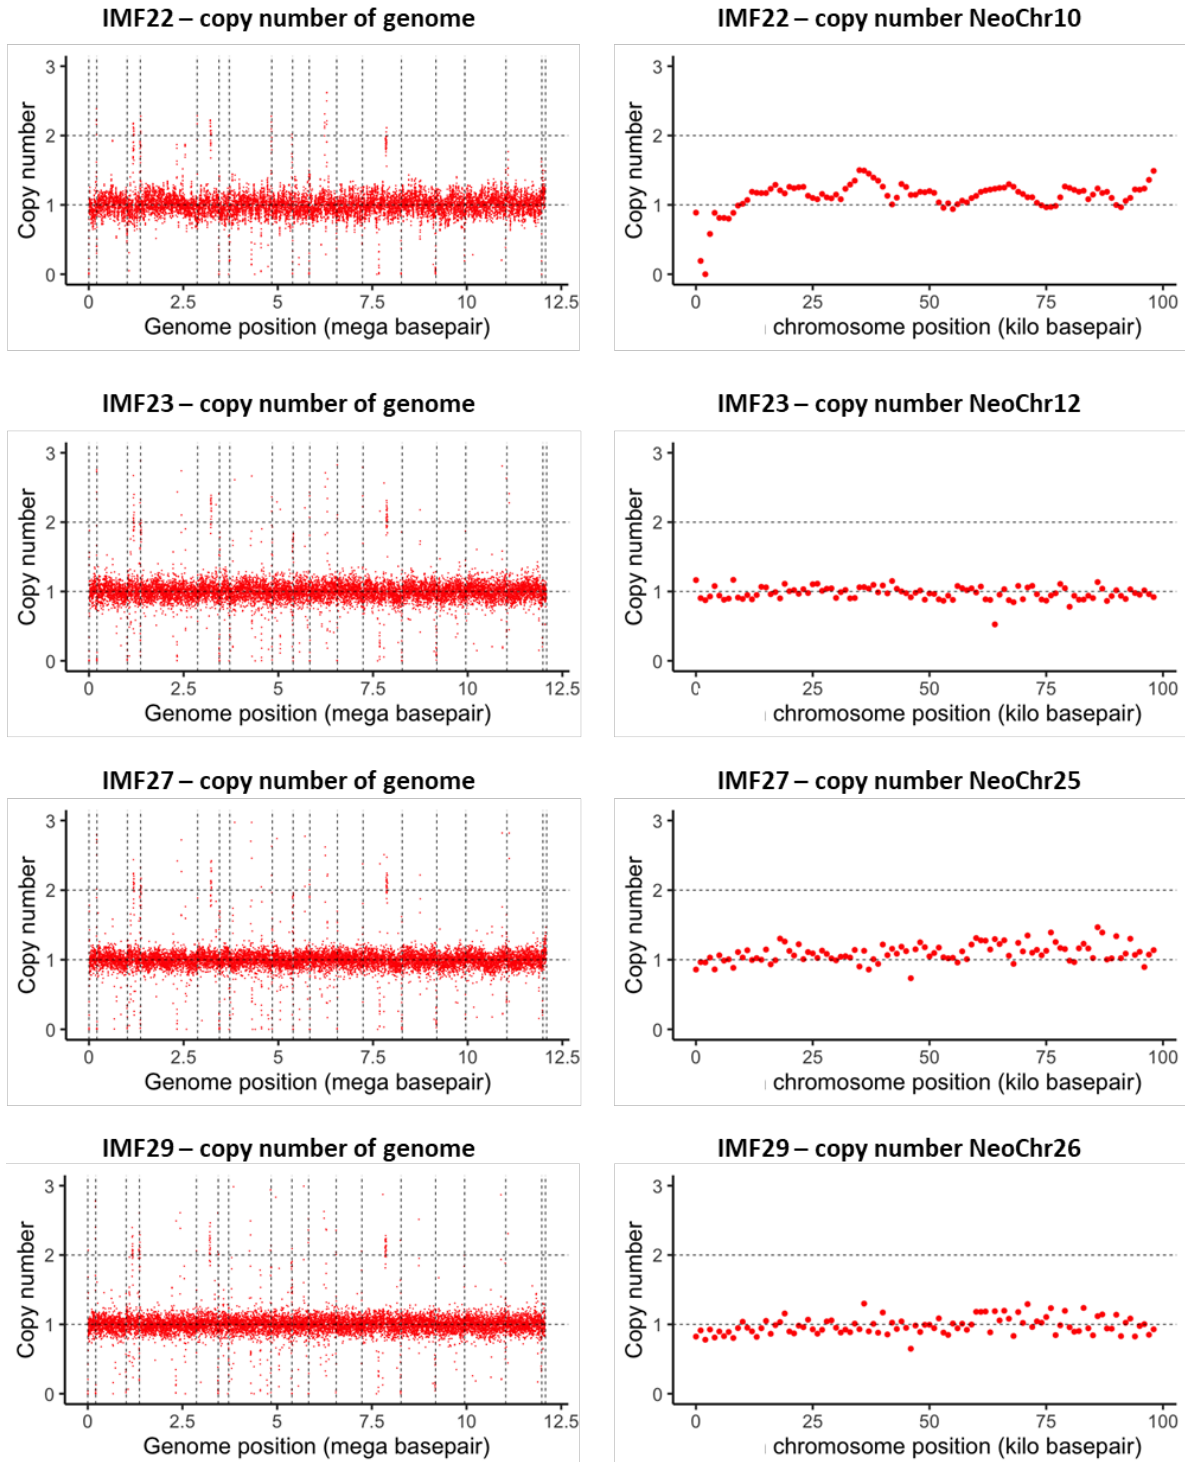 IMF22 – copy number of genome
IMF22 – copy number NeoChr10
3
2
1
0
Copy number
0 2.5 5 7.5 10 12.5
Genome position (mega basepair)
3
2
1
0
Copy number
0 25 50 75 100
chromosome position (kilo basepair)
IMF23 – copy number of genome
IMF23 – copy number NeoChr12
3
2
1
0
Copy number
0 2.5 5 7.5 10 12.5
Genome position (mega basepair)
3
2
1
0
Copy number
0 25 50 75 100
chromosome position (kilo basepair)
IMF27 – copy number of genome
IMF27 – copy number NeoChr25
3
2
1
0
Copy number
0 2.5 5 7.5 10 12.5
Genome position (mega basepair)
3
2
1
0
Copy number
0 25 50 75 100
chromosome position (kilo basepair)
IMF29 – copy number of genome
IMF29 – copy number NeoChr26
3
2
1
0
Copy number
0 2.5 5 7.5 10 12.5
Genome position (mega basepair)
3
2
1
0
Copy number
0 25 50 75 100
chromosome position (kilo basepair)